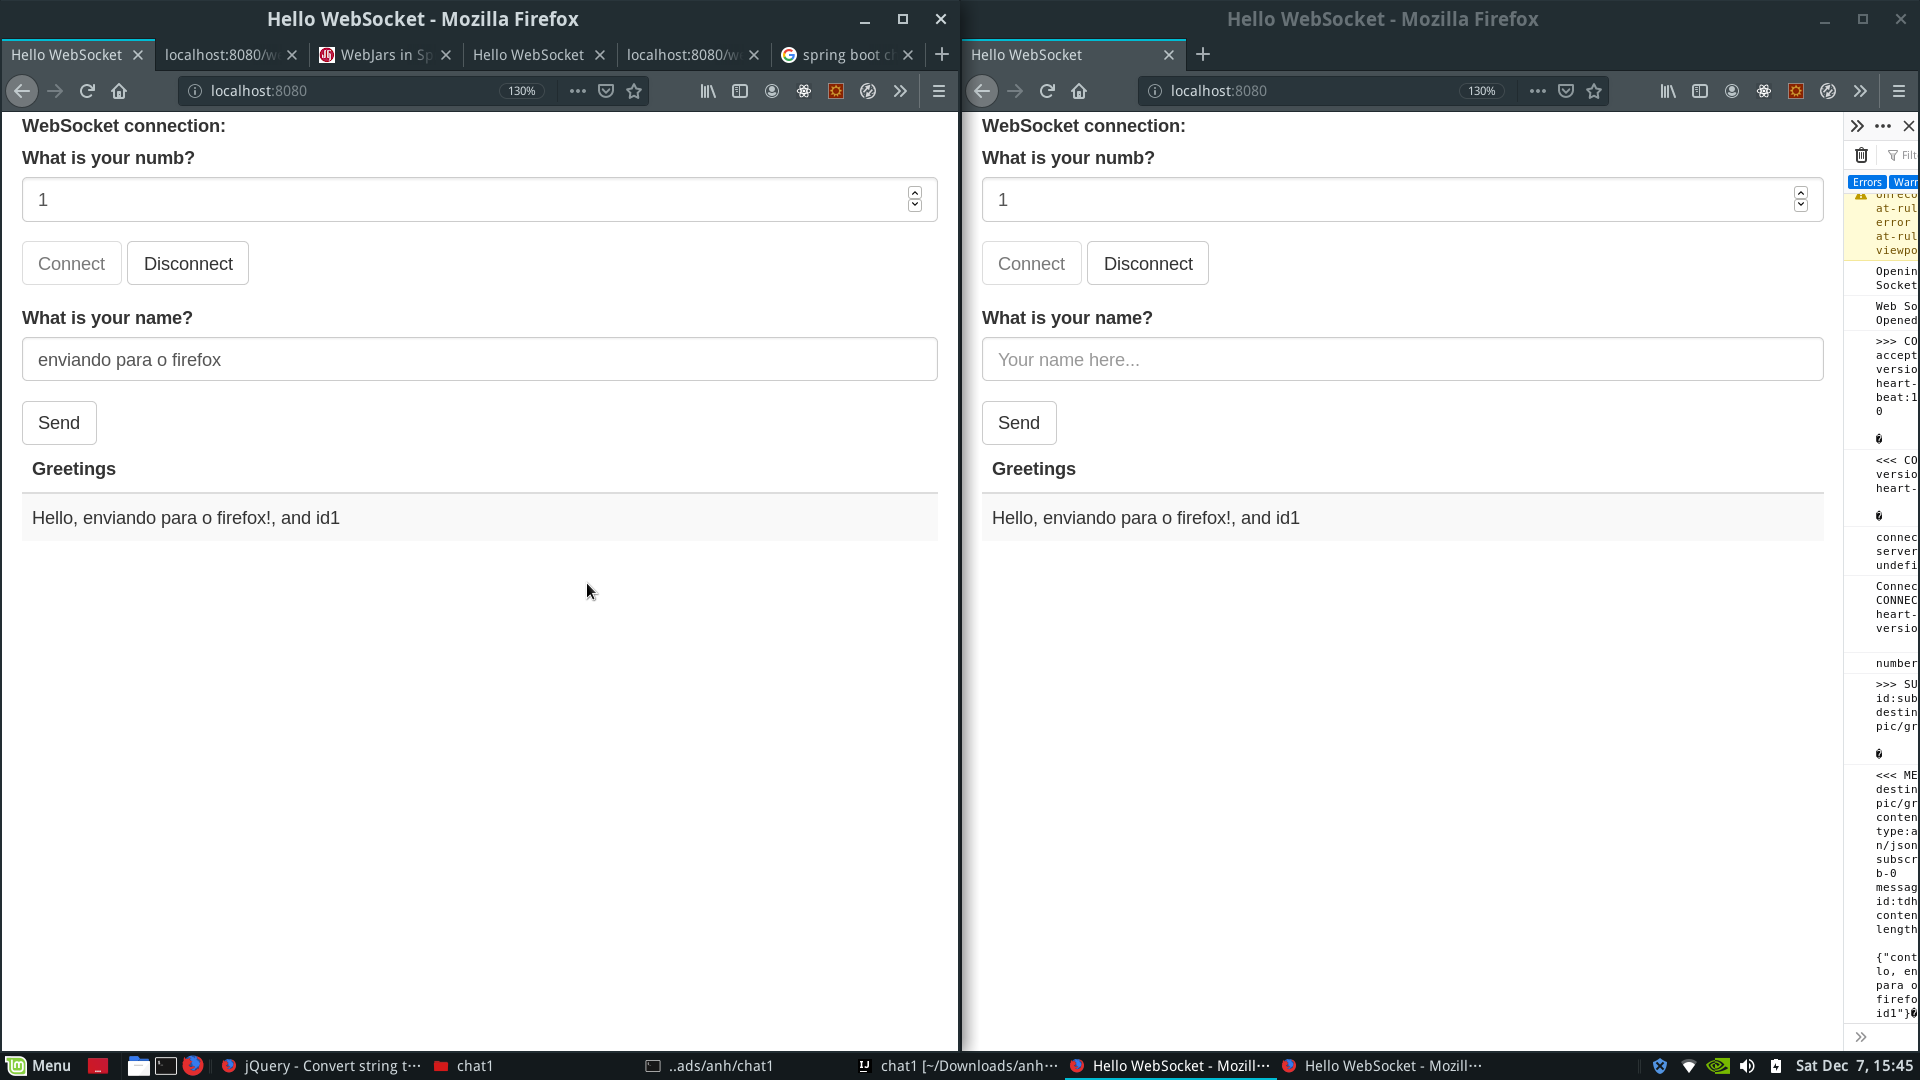 Hello WebSocket - Mozilla Firefox
Hello WebSocket
localhost:8080/w
WebJars in Sp
Hello WebSocket
localhost:8080/w
spring boot c
localhost:8080
130%
WebSocket connection:
What is your numb?
1
Connect
Disconnect
What is your name?
enviando para o firefox
Send
Greetings
Hello, enviando para o firefox!, and id1
Hello WebSocket - Mozilla Firefox
Hello WebSocket
localhost:8080
130%
WebSocket connection:
What is your numb?
1
Connect
Disconnect
What is your name?
Your name here...
Send
Greetings
Hello, enviando para o firefox!, and id1
Filt
Errors
Warr
at-rul
error
at-rul
viewpo
Openin
Socket
Web So
Opened
>>> CO
accept
versio
heart-
beat:1
0
<<< CO
versio
heart-
connec
server
undefi
Connec
CONNEC
heart-
versio
number
>>> SU
id:sub
destin
pic/gr
<<< ME
destin
pic/gr
conten
type:a
n/json
subscr
b-0
messag
id:tdh
conten
length
{"cont
lo, en
para o
firefo
id1"}
Menu
jQuery - Convert string t···
chat1
..ads/anh/chat1
chat1 [~/Downloads/anh···
Hello WebSocket - Mozill···
Hello WebSocket - Mozill···
Sat Dec 7, 15:45